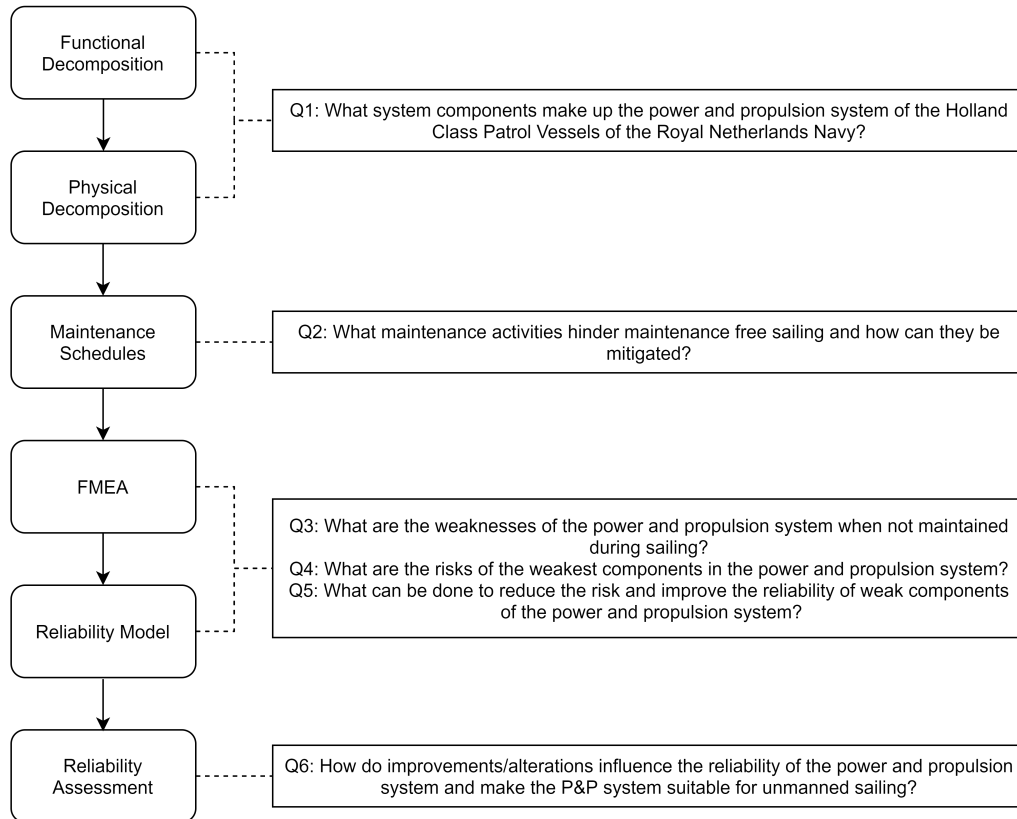 Functional
Decomposition
Q1: What system components make up the power and propulsion system of the Holland
Class Patrol Vessels of the Royal Netherlands Navy?
Physical
Decomposition
Maintenance
Schedules
Q2: What maintenance activities hinder maintenance free sailing and how can they be
mitigated?
FMEA
Q3: What are the weaknesses of the power and propulsion system when not maintained
during sailing?
Q4: What are the risks of the weakest components in the power and propulsion system?
Q5: What can be done to reduce the risk and improve the reliability of weak components
of the power and propulsion system?
Reliability Model
Reliability
Assessment
Q6: How do improvements/alterations influence the reliability of the power and propulsion
system and make the P&P system suitable for unmanned sailing?